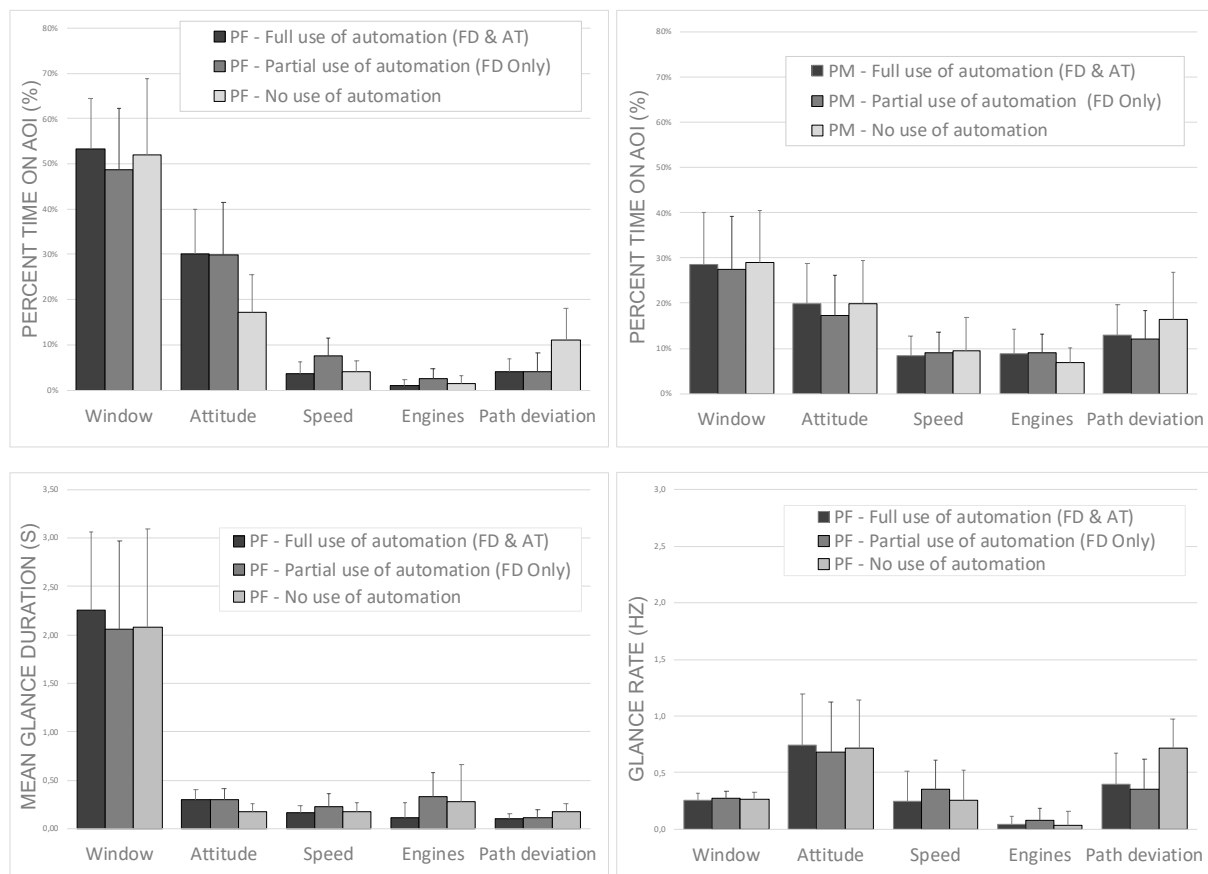 80%
70%
60%
50%
40%
30%
20%
10%
0%
PERCENT TIME ON AOI (%)
PF - Full use of automation (FD & AT)
PF - Partial use of automation (FD Only)
PF - No use of automation
Window Attitude Speed Engines Path deviation
80%
70%
60%
50%
40%
30%
20%
10%
0%
PERCENT TIME ON AOI (%)
PM - Full use of automation (FD & AT)
PM - Partial use of automation (FD Only)
PM - No use of automation
Window Attitude Speed Engines Path deviation
3,50
3,00
2,50
2,00
1,50
1,00
0,50
0,00
MEAN GLANCE DURATION (S)
PF - Full use of automation (FD & AT)
PF - Partial use of automation (FD Only)
PF - No use of automation
Window Attitude Speed Engines Path deviation
3,0
2,5
2,0
1,5
1,0
0,5
0,0
GLANCE RATE (HZ)
PF - Full use of automation (FD & AT)
PF - Partial use of automation (FD Only)
PF - No use of automation
Window Attitude Speed Engines Path deviation